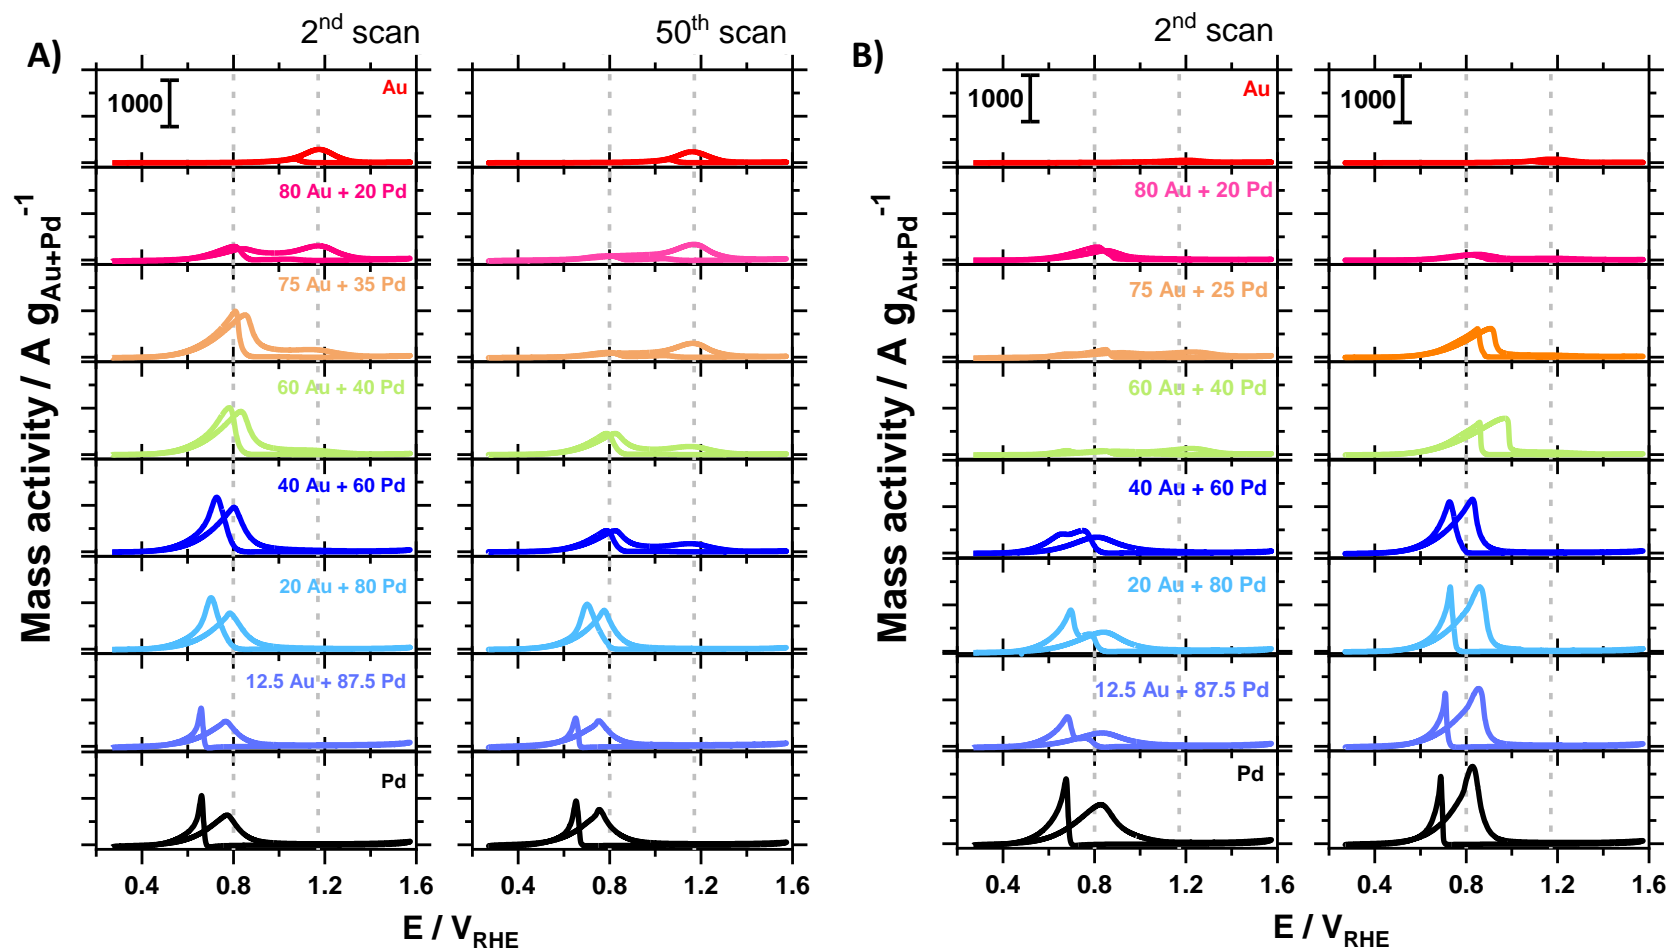 A)
2nd scan
50th scan
B)
2nd scan
Mass activity / A gAu+Pd-1
1000
Au
80 Au + 20 Pd
75 Au + 35 Pd
60 Au + 40 Pd
40 Au + 60 Pd
20 Au + 80 Pd
12.5 Au + 87.5 Pd
Pd
0.4 0.8 1.2 1.6
0.4 0.8 1.2 1.6
E / VRHE
Mass activity / A gAu+Pd-1
1000
Au
1000
80 Au + 20 Pd
75 Au + 25 Pd
60 Au + 40 Pd
40 Au + 60 Pd
20 Au + 80 Pd
12.5 Au + 87.5 Pd
Pd
0.4 0.8 1.2 1.6
0.4 0.8 1.2 1.6
E / VRHE